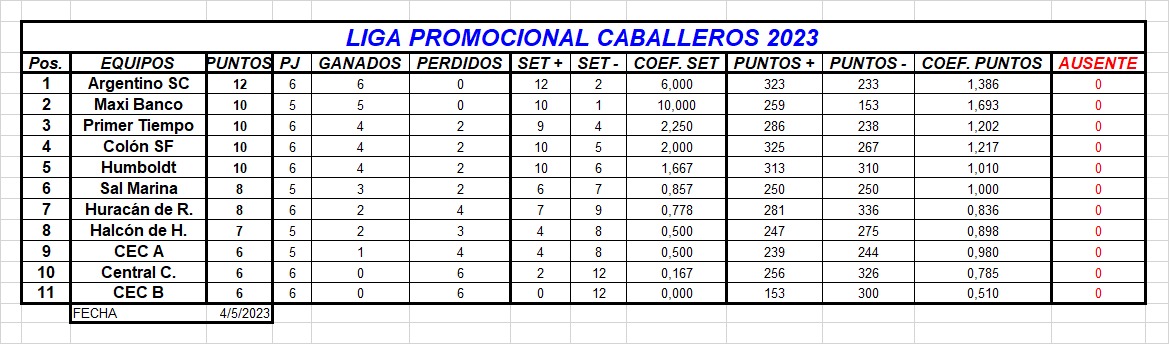 LIGA PROMOCIONAL CABALLEROS 2023
Pos. EQUIPOS PUNTOS PJ GANADOS PERDIDOS SET + SET - COEF. SET PUNTOS + PUNTOS - COEF. PUNTOS AUSENTE
1 Argentino SC 12 6 6 0 12 2 6,000 323 233 1,386 0
2 Maxi Banco 10 5 5 0 10 1 10,000 259 153 1,693 0
3 Primer Tiempo 10 6 4 2 9 4 2,250 286 238 1,202 0
4 Colón SF 10 6 4 2 10 5 2,000 325 267 1,217 0
5 Humboldt 10 6 4 2 10 6 1,667 313 310 1,010 0
6 Sal Marina 8 5 3 2 6 7 0,857 250 250 1,000 0
7 Huracán de R. 8 6 2 4 7 9 0,778 281 336 0,836 0
8 Halcón de H. 7 5 2 3 4 8 0,500 247 275 0,898 0
9 CEC A 6 5 1 4 4 8 0,500 239 244 0,980 0
10 Central C. 6 6 0 6 2 12 0,167 256 326 0,785 0
11 CEC B 6 6 0 6 0 12 0,000 153 300 0,510 0
FECHA 4/5/2023